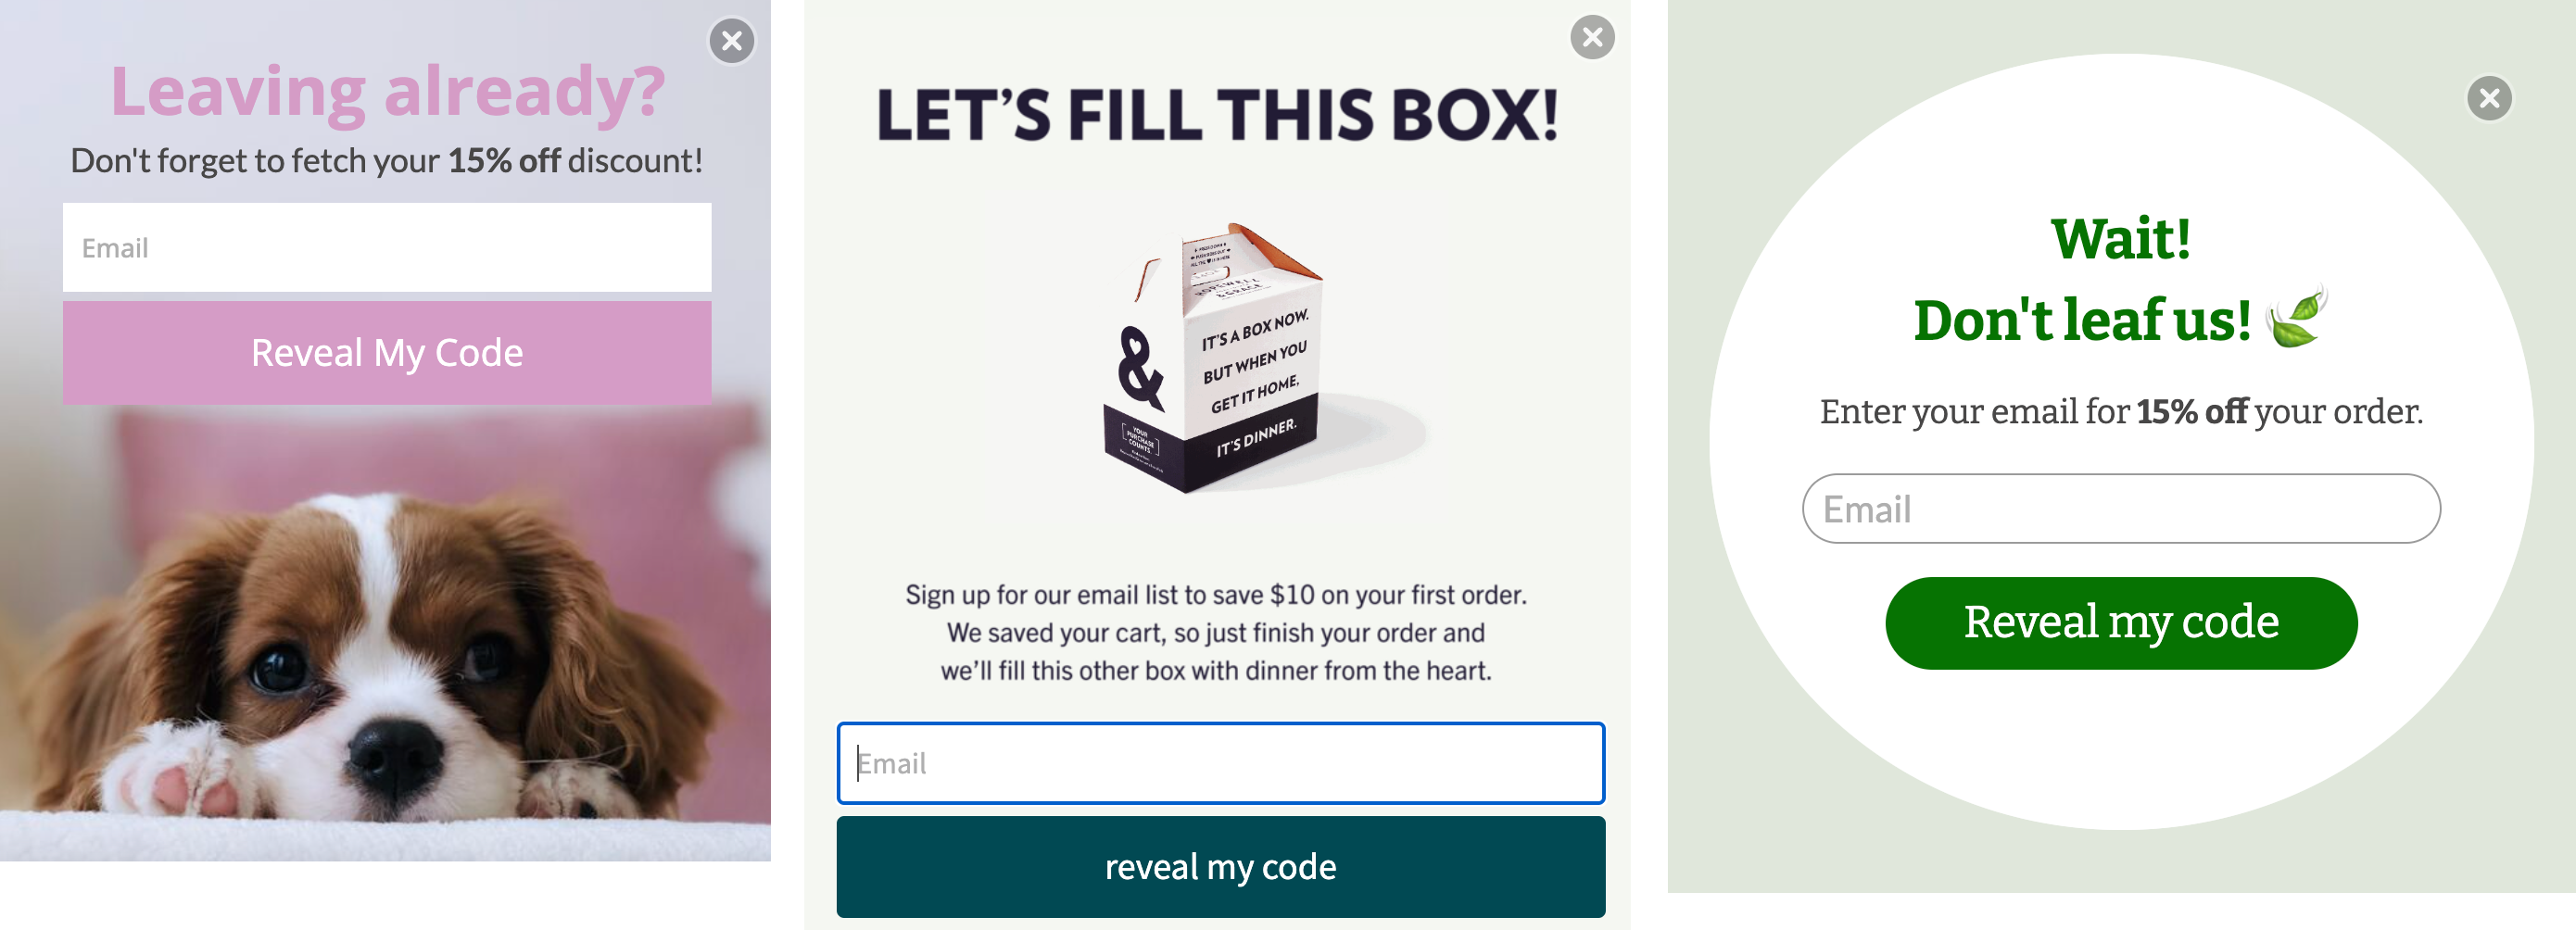 Leaving already?
Don't forget to fetch your 15% off discount!
Email
Reveal My Code
LET'S FILL THIS BOX!
&
IT'S A BOX NOW.
BUT WHEN YOU
GET IT HOME,
IT'S DINNER.
YOUR
PURCHASE
COUNTS.
Sign up for our email list to save $10 on your first order.
We saved your cart, so just finish your order and
we’ll fill this other box with dinner from the heart.
Email
reveal my code
Wait!
Don't leaf us! 🌿
Enter your email for 15% off your order.
Email
Reveal my code